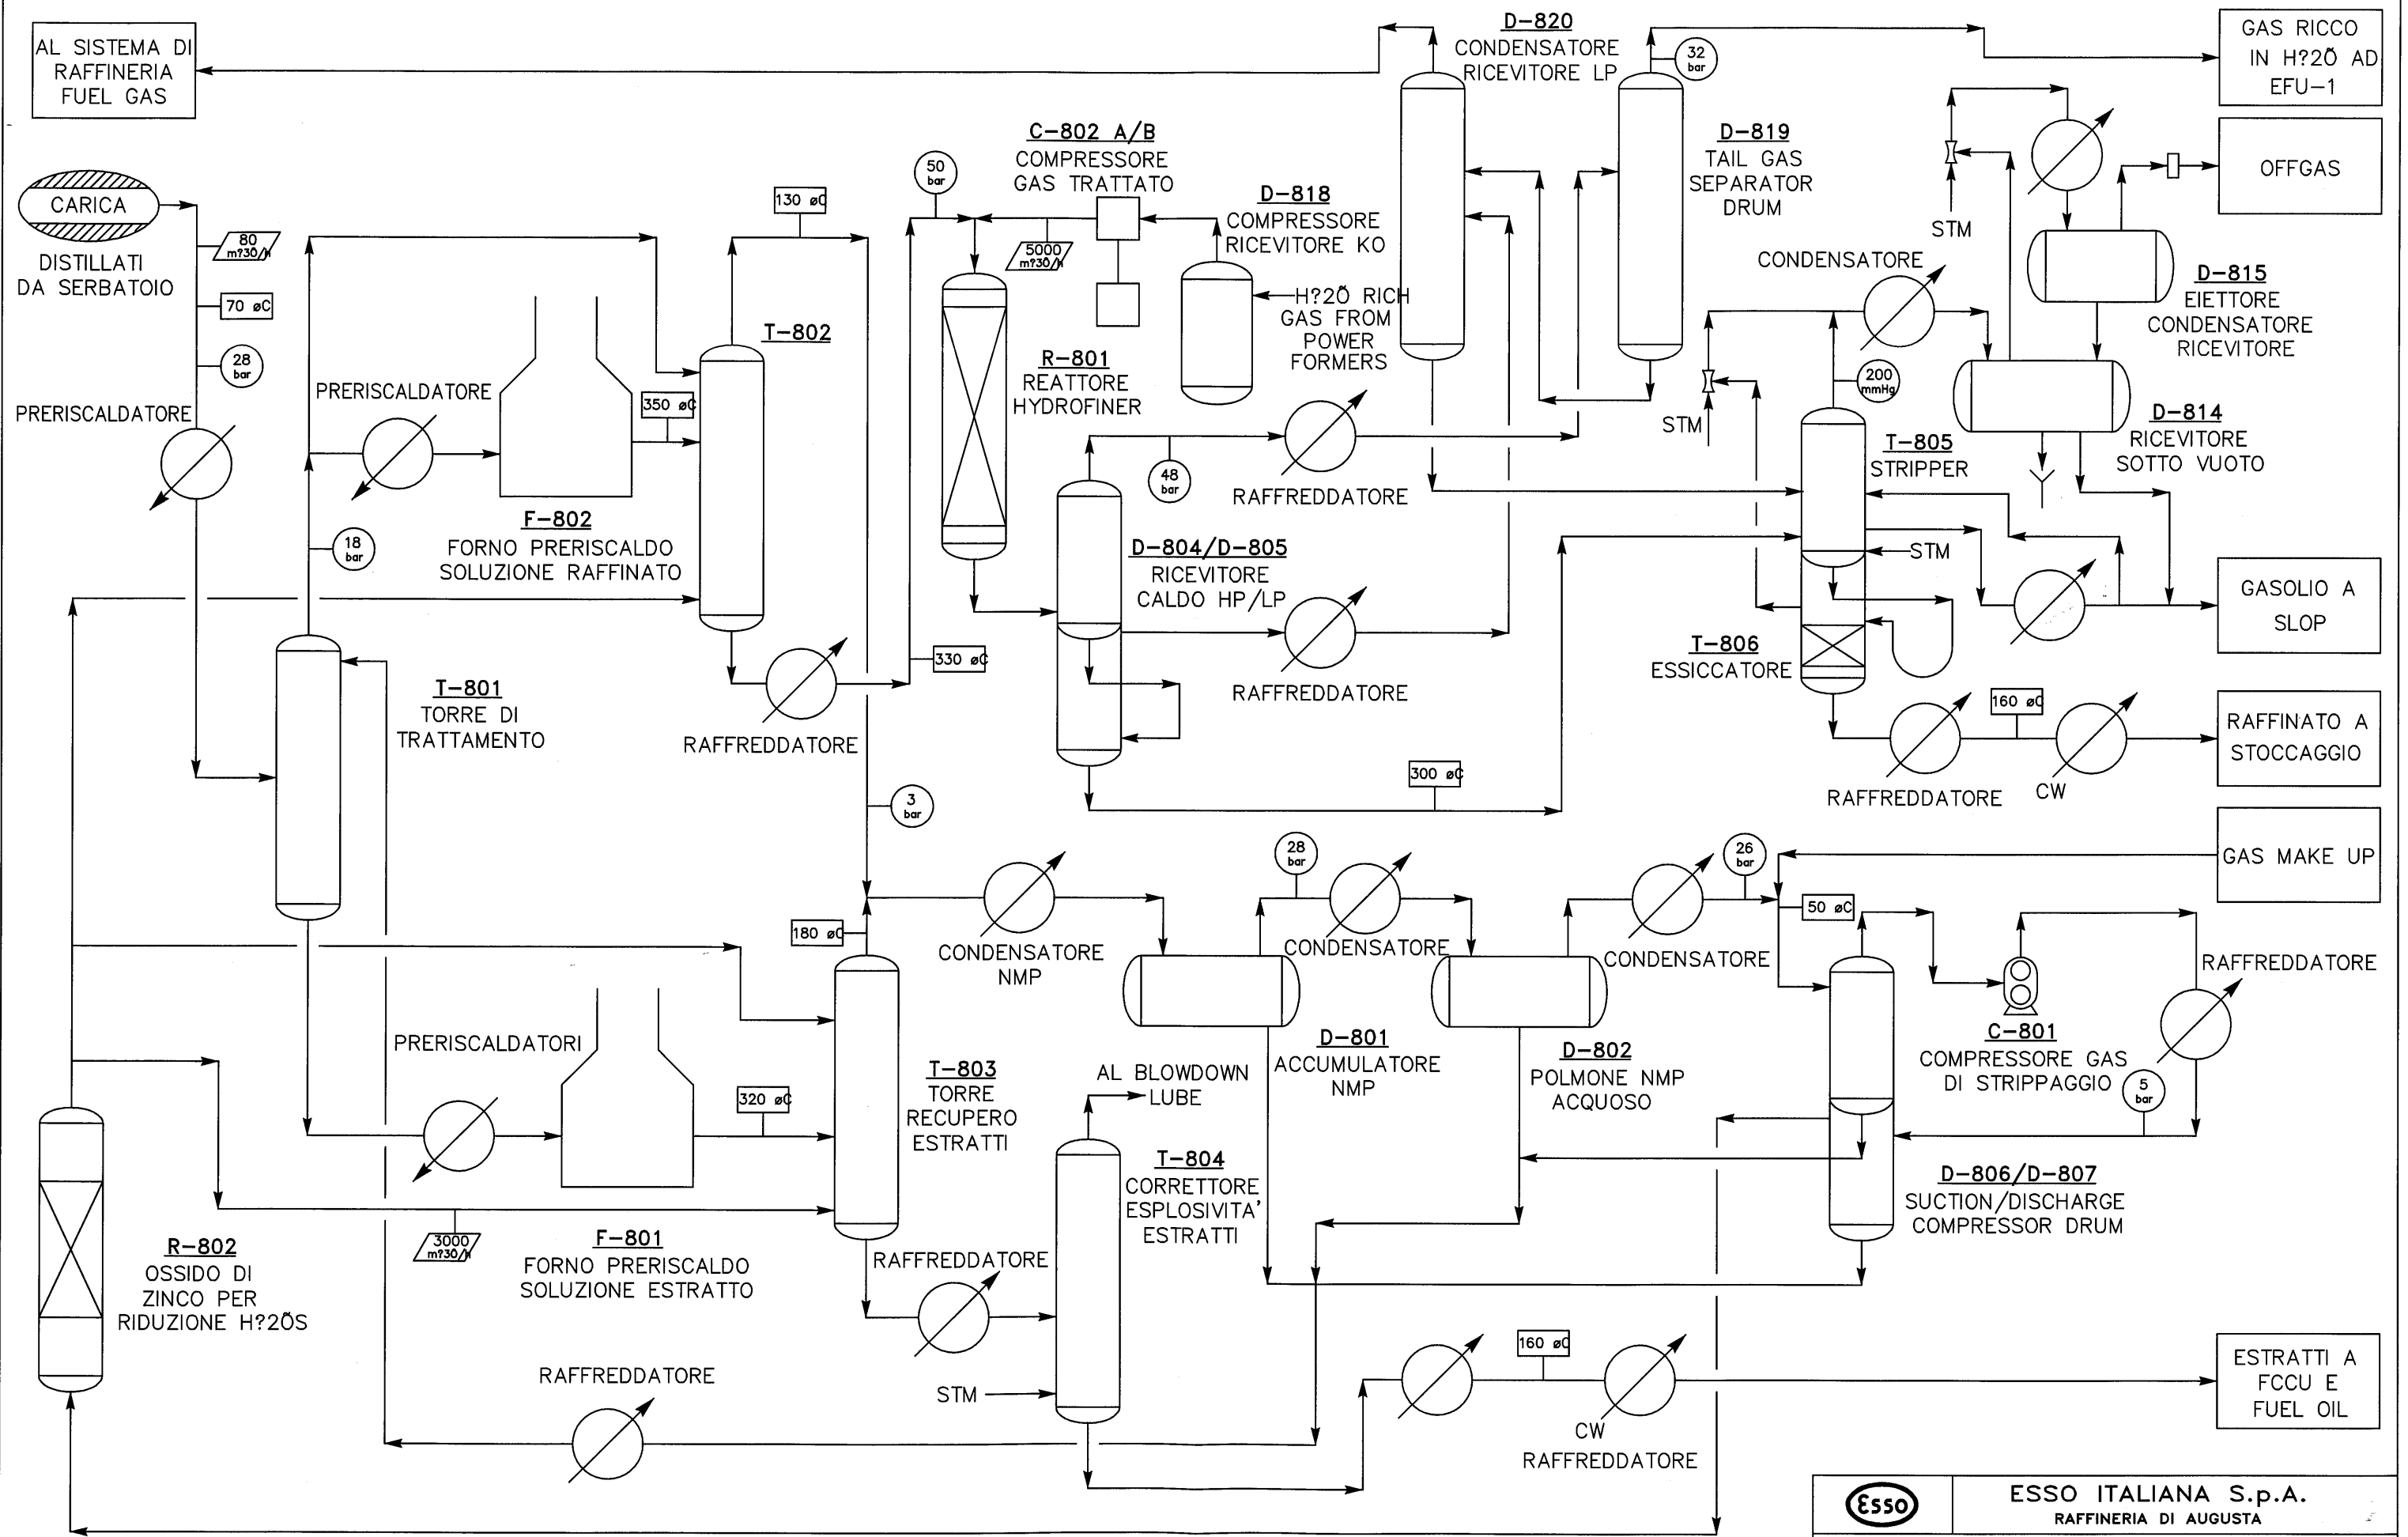 AL SISTEMA DI
RAFFINERIA
FUEL GAS
D-820
CONDENSATORE
RICEVITORE LP
32
bar
GAS RICCO
IN H?2Õ AD
EFU-1
CARICA
DISTILLATI
DA SERBATOIO
80
m?3Õ/h
70 øC
28
bar
PRERISCALDATORE
130 øC
50
bar
C-802 A/B
COMPRESSORE
GAS TRATTATO
5000
m?3Õ/h
D-818
COMPRESSORE
RICEVITORE KO
H?2Õ RICH
GAS FROM
POWER
FORMERS
D-819
TAIL GAS
SEPARATOR
DRUM
STM
OFFGAS
D-815
EIETTORE
CONDENSATORE
RICEVITORE
CONDENSATORE
STM
200
mmHg
D-814
RICEVITORE
SOTTO VUOTO
PRERISCALDATORE
350 øC
T-802
R-801
REATTORE
HYDROFINER
48
bar
RAFFREDDATORE
T-805
STRIPPER
18
bar
F-802
FORNO PRERISCALDO
SOLUZIONE RAFFINATO
D-804/D-805
RICEVITORE
CALDO HP/LP
STM
GASOLIO A
SLOP
330 øC
RAFFREDDATORE
T-806
ESSICCATORE
T-801
TORRE DI
TRATTAMENTO
RAFFREDDATORE
160 øC
RAFFINATO A
STOCCAGGIO
300 øC
RAFFREDDATORE
CW
3
bar
28
bar
26
bar
GAS MAKE UP
180 øC
CONDENSATORE
NMP
CONDENSATORE
CONDENSATORE
50 øC
RAFFREDDATORE
PRERISCALDATORI
320 øC
T-803
TORRE
RECUPERO
ESTRATTI
AL BLOWDOWN
LUBE
D-801
ACCUMULATORE
NMP
D-802
POLMONE NMP
ACQUOSO
C-801
COMPRESSORE GAS
DI STRIPPAGGIO
5
bar
T-804
CORRETTORE
ESPLOSIVITA'
ESTRATTI
D-806/D-807
SUCTION/DISCHARGE
COMPRESSOR DRUM
R-802
OSSIDO DI
ZINCO PER
RIDUZIONE H?2ÕS
3000
m?3Õ/h
F-801
FORNO PRERISCALDO
SOLUZIONE ESTRATTO
RAFFREDDATORE
RAFFREDDATORE
STM
160 øC
CW
RAFFREDDATORE
ESTRATTI A
FCCU E
FUEL OIL
Esso
ESSO ITALIANA S.p.A.
RAFFINERIA DI AUGUSTA